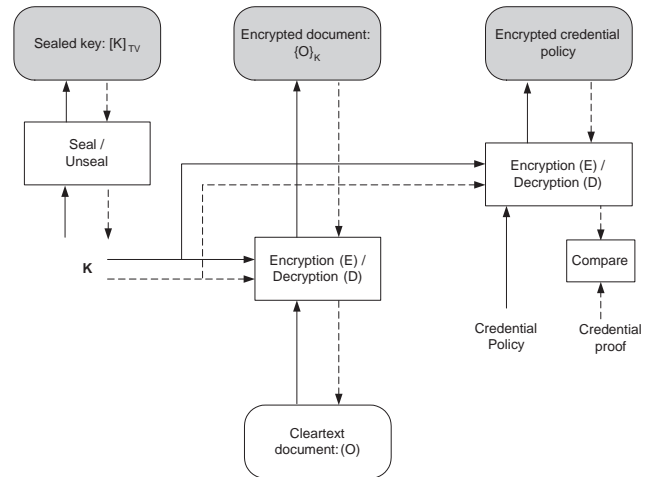 Sealed key: [K]TV
Encrypted document:
{O}K
Encrypted credential
policy
Seal /
Unseal
Encryption (E) /
Decryption (D)
K
Encryption (E) /
Decryption (D)
Compare
Credential
Policy
Credential
proof
Cleartext
document: (O)